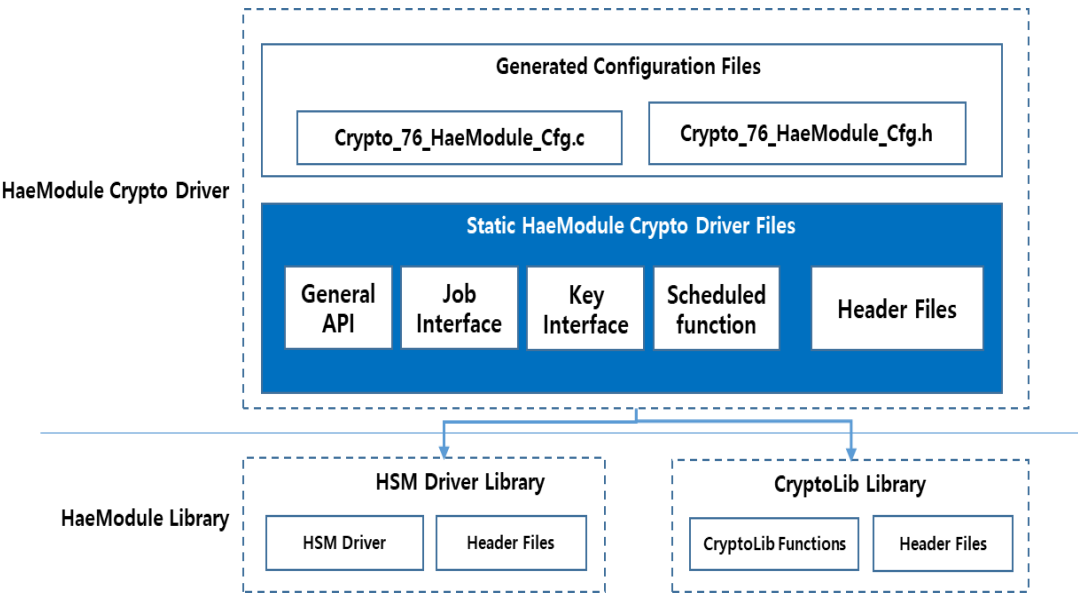 Generated Configuration Files
Crypto_76_HaeModule_Cfg.c
Crypto_76_HaeModule_Cfg.h
HaeModule Crypto Driver
Static HaeModule Crypto Driver Files
General
API
Job
Interface
Key
Interface
Scheduled
function
Header Files
HSM Driver Library
CryptoLib Library
HaeModule Library
HSM Driver
Header Files
CryptoLib Functions
Header Files